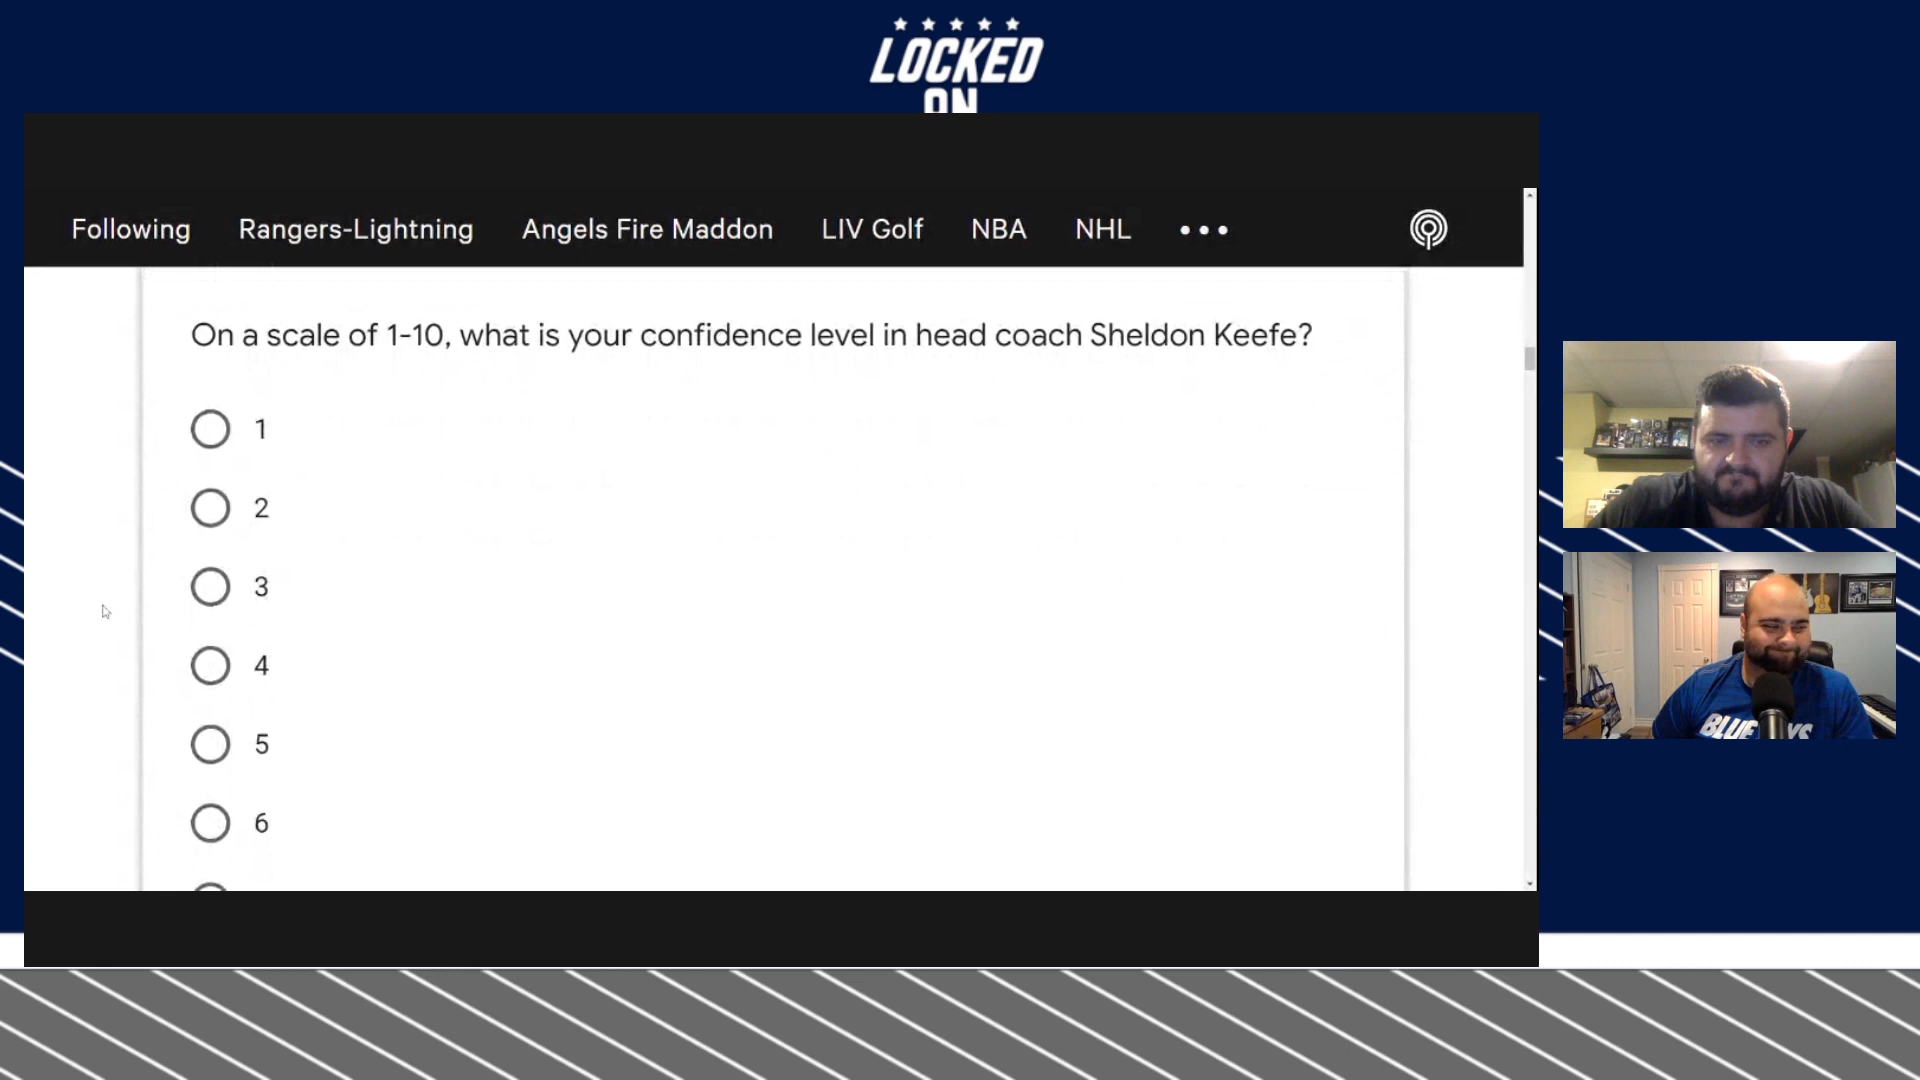 LOCKED
ON
Following Rangers-Lightning Angels Fire Maddon LIV Golf NBA NHL •••
On a scale of 1-10, what is your confidence level in head coach Sheldon Keefe?
1
2
3
4
5
6